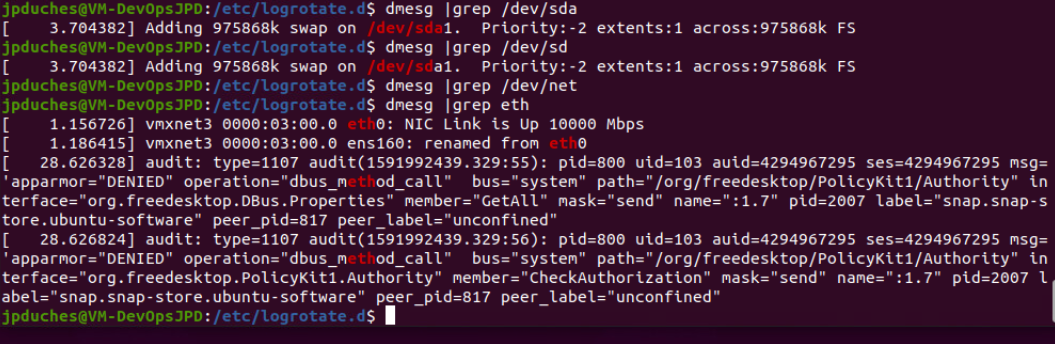 jpduches@VM-DevOpsJPD:/etc/logrotate.d$ dmesg |grep /dev/sda
[    3.704382] Adding 975868k swap on /dev/sda1.  Priority:-2 extents:1 across:975868k FS
jpduches@VM-DevOpsJPD:/etc/logrotate.d$ dmesg |grep /dev/sd
[    3.704382] Adding 975868k swap on /dev/sda1.  Priority:-2 extents:1 across:975868k FS
jpduches@VM-DevOpsJPD:/etc/logrotate.d$ dmesg |grep /dev/net
jpduches@VM-DevOpsJPD:/etc/logrotate.d$ dmesg |grep eth
[    1.156726] vmxnet3 0000:03:00.0 eth0: NIC Link is Up 10000 Mbps
[    1.186415] vmxnet3 0000:03:00.0 ens160: renamed from eth0
[   28.626328] audit: type=1107 audit(1591992439.329:55): pid=800 uid=103 auid=4294967295 ses=4294967295 msg=
'apparmor="DENIED" operation="dbus_method_call"  bus="system" path="/org/freedesktop/PolicyKit1/Authority" in
terface="org.freedesktop.DBus.Properties" member="GetAll" mask="send" name=":1.7" pid=2007 label="snap.snap-s
tore.ubuntu-software" peer_pid=817 peer_label="unconfined"
[   28.626824] audit: type=1107 audit(1591992439.329:56): pid=800 uid=103 auid=4294967295 ses=4294967295 msg=
'apparmor="DENIED" operation="dbus_method_call"  bus="system" path="/org/freedesktop/PolicyKit1/Authority" in
terface="org.freedesktop.PolicyKit1.Authority" member="CheckAuthorization" mask="send" name=":1.7" pid=2007 l
abel="snap.snap-store.ubuntu-software" peer_pid=817 peer_label="unconfined"
jpduches@VM-DevOpsJPD:/etc/logrotate.d$